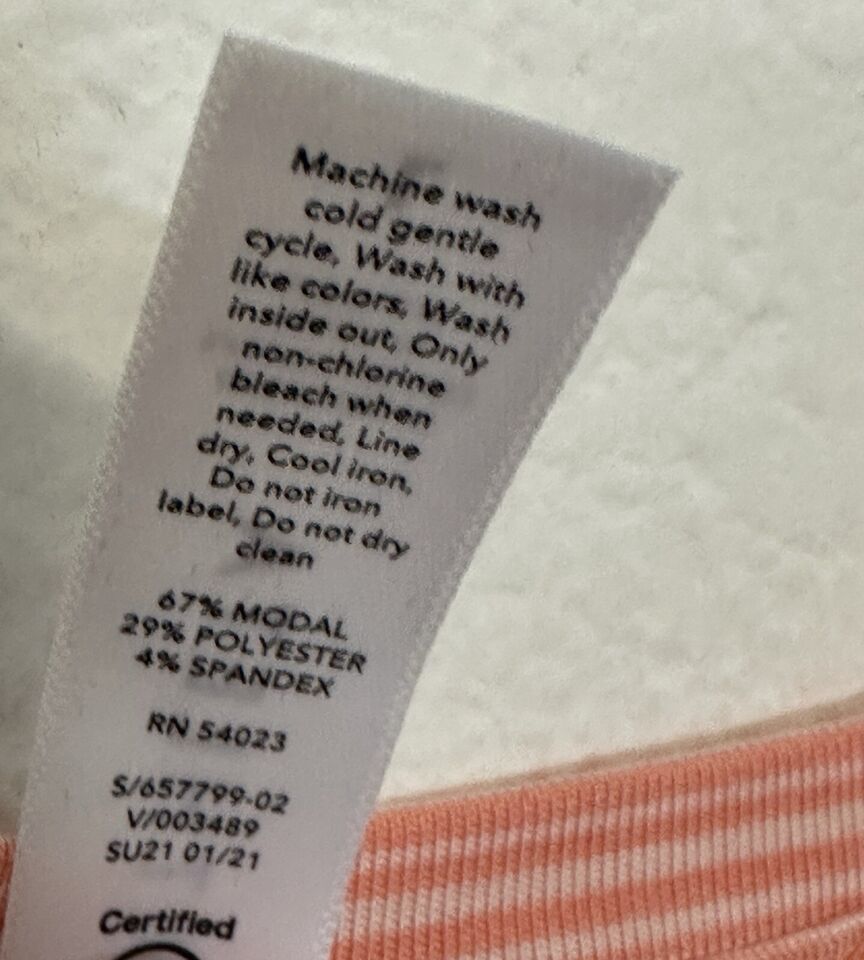 Machine wash
cold gentle
cycle, Wash with
like colors, Wash
inside out, Only
non-chlorine
bleach when
needed, Line
dry, Cool iron,
Do not iron
label, Do not dry
clean
67% MODAL
29% POLYESTER
4% SPANDEX
RN 54023
S/657799-02
V/003489
SU21 01/21
Certified